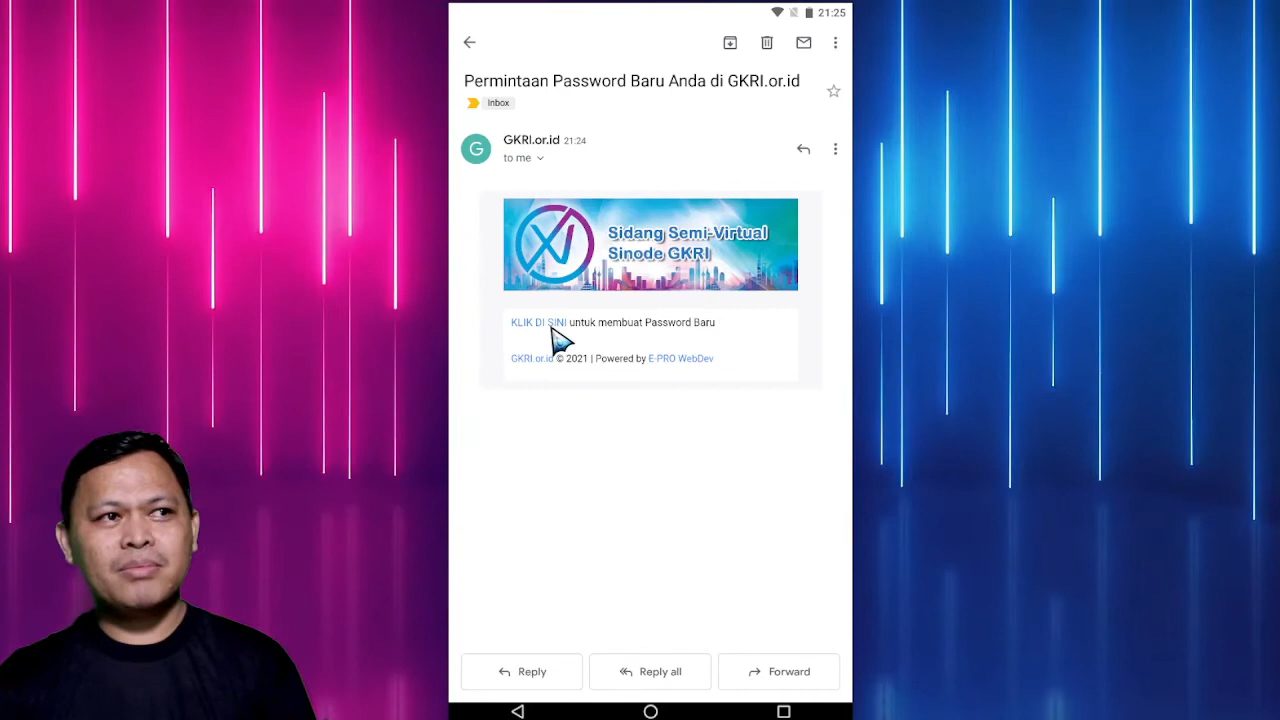 21:25
Permintaan Password Baru Anda di GKRI.or.id
Inbox
G
GKRI.or.id 21:24
to me
XI
Sidang Semi-Virtual
Sinode GKRI
KLIK DI SINI untuk membuat Password Baru
GKRI.or.id © 2021 | Powered by E-PRO WebDev
Reply
Reply all
Forward